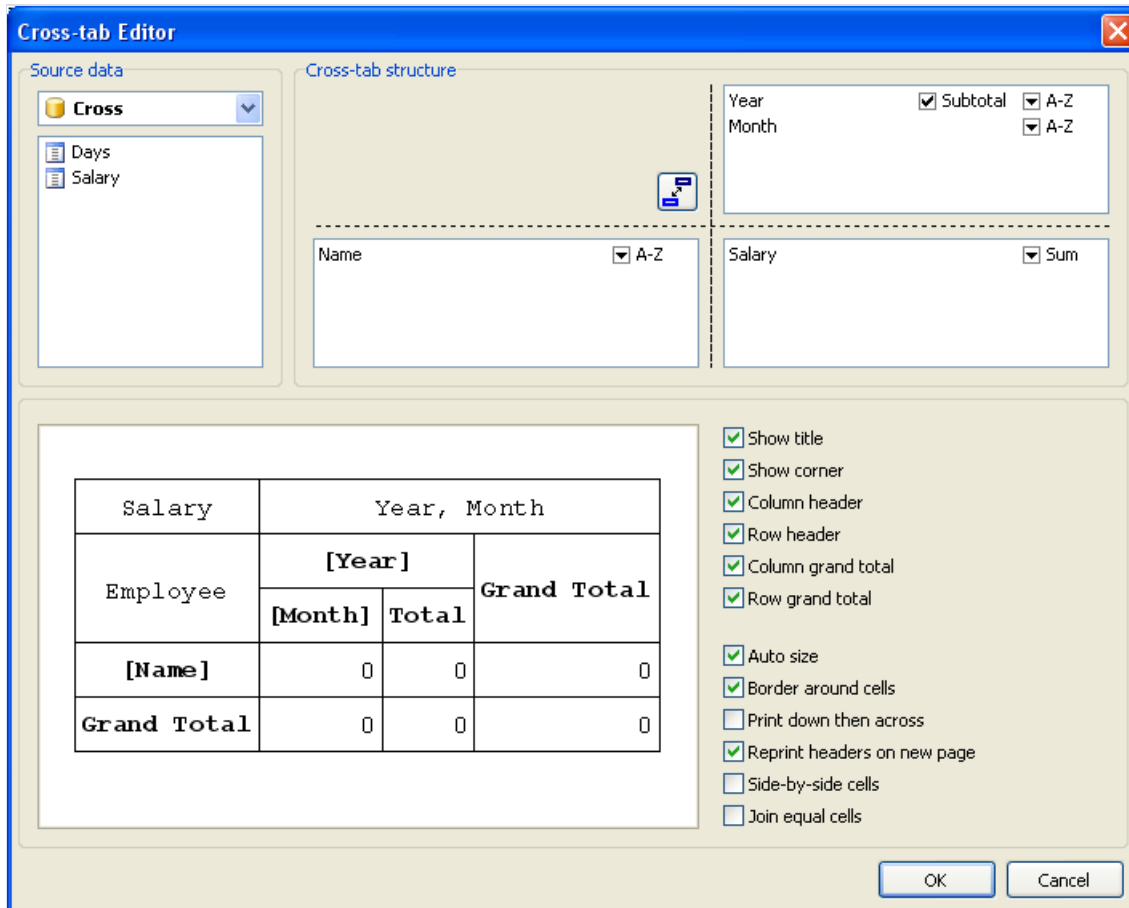 Cross-tab Editor
Source data
Cross
Days
Salary
Cross-tab structure
Year Subtotal A-Z
Month A-Z
Name A-Z
Salary Sum
Salary Year, Month
Employee [Year] Grand Total
[Month] Total
[Name] 0 0 0
Grand Total 0 0 0
Show title
Show corner
Column header
Row header
Column grand total
Row grand total
Auto size
Border around cells
Print down then across
Reprint headers on new page
Side-by-side cells
Join equal cells
OK Cancel